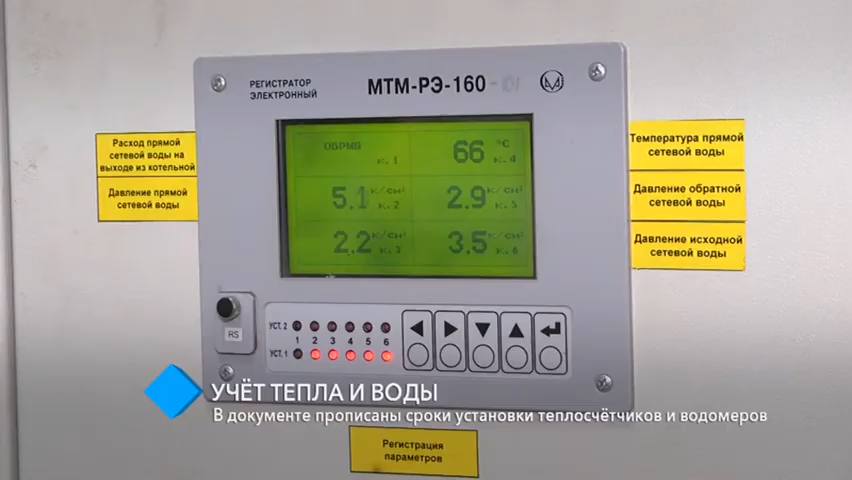 РЕГИСТРАТОР
ЭЛЕКТРОННЫЙ
МТМ-РЭ-160
Расход прямой
сетевой воды на
выходе из котельной
Давление прямой
сетевой воды
ОБРЫВ
к.1
66 °C
к.4
5.1 к/см²
к.2
2.9 к/см²
к.5
2.2 к/см²
к.3
3.5 к/см²
к.6
Температура прямой
сетевой воды
Давление обратной
сетевой воды
Давление исходной
сетевой воды
RS
УСТ. 2
1 2 3 4 5 6
УСТ. 1
УЧЁТ ТЕПЛА И ВОДЫ
В документе прописаны сроки установки теплосчётчиков и водомеров
Регистрация
параметров